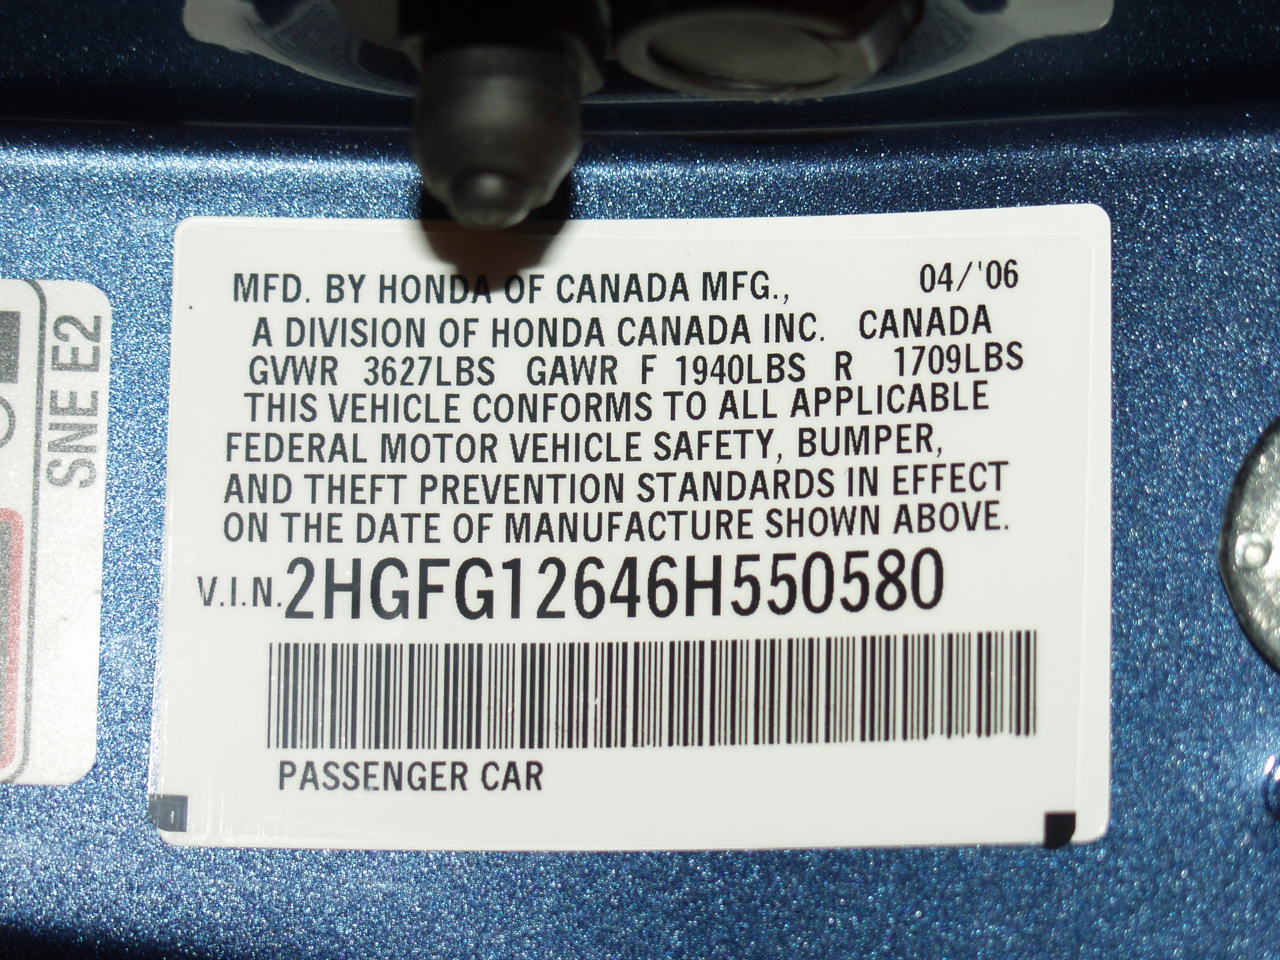 MFD. BY HONDA OF CANADA MFG., 04/'06
A DIVISION OF HONDA CANADA INC. CANADA
GVWR 3627LBS GAWR F 1940LBS R 1709LBS
THIS VEHICLE CONFORMS TO ALL APPLICABLE
FEDERAL MOTOR VEHICLE SAFETY, BUMPER,
AND THEFT PREVENTION STANDARDS IN EFFECT
ON THE DATE OF MANUFACTURE SHOWN ABOVE.
V.I.N. 2HGFG12646H550580
PASSENGER CAR
SNE E2